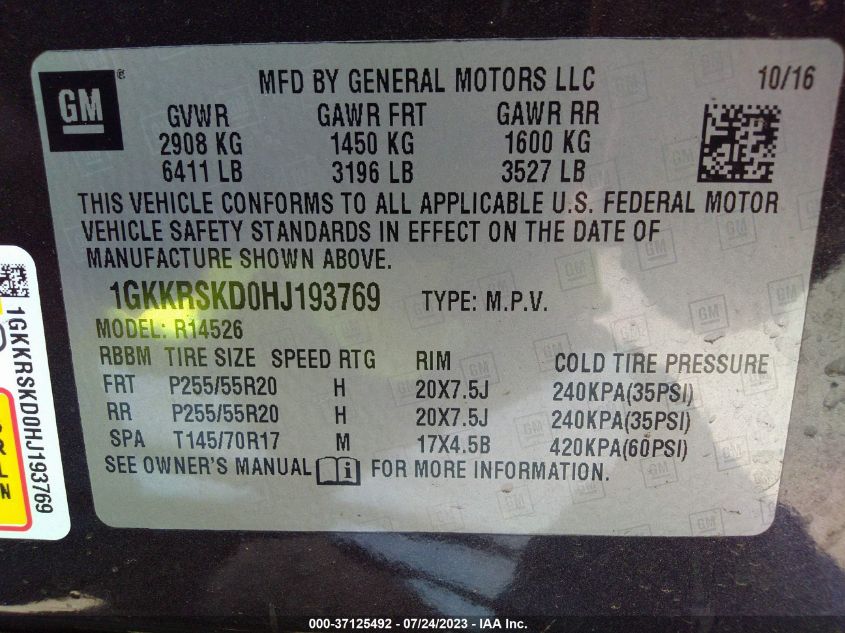 GM
®
MFD BY GENERAL MOTORS LLC 10/16
GVWR GAWR FRT GAWR RR
2908 KG 1450 KG 1600 KG
6411 LB 3196 LB 3527 LB
THIS VEHICLE CONFORMS TO ALL APPLICABLE U.S. FEDERAL MOTOR
VEHICLE SAFETY STANDARDS IN EFFECT ON THE DATE OF
MANUFACTURE SHOWN ABOVE.
1GKKRSKD0HJ193769 TYPE: M.P.V.
MODEL: R14526
RBBM TIRE SIZE SPEED RTG RIM COLD TIRE PRESSURE
FRT P255/55R20 H 20X7.5J 240KPA(35PSI)
RR P255/55R20 H 20X7.5J 240KPA(35PSI)
SPA T145/70R17 M 17X4.5B 420KPA(60PSI)
SEE OWNER'S MANUAL i FOR MORE INFORMATION.
1GKKRSKD0HJ193769
000-37125492 - 07/24/2023 - IAA Inc.